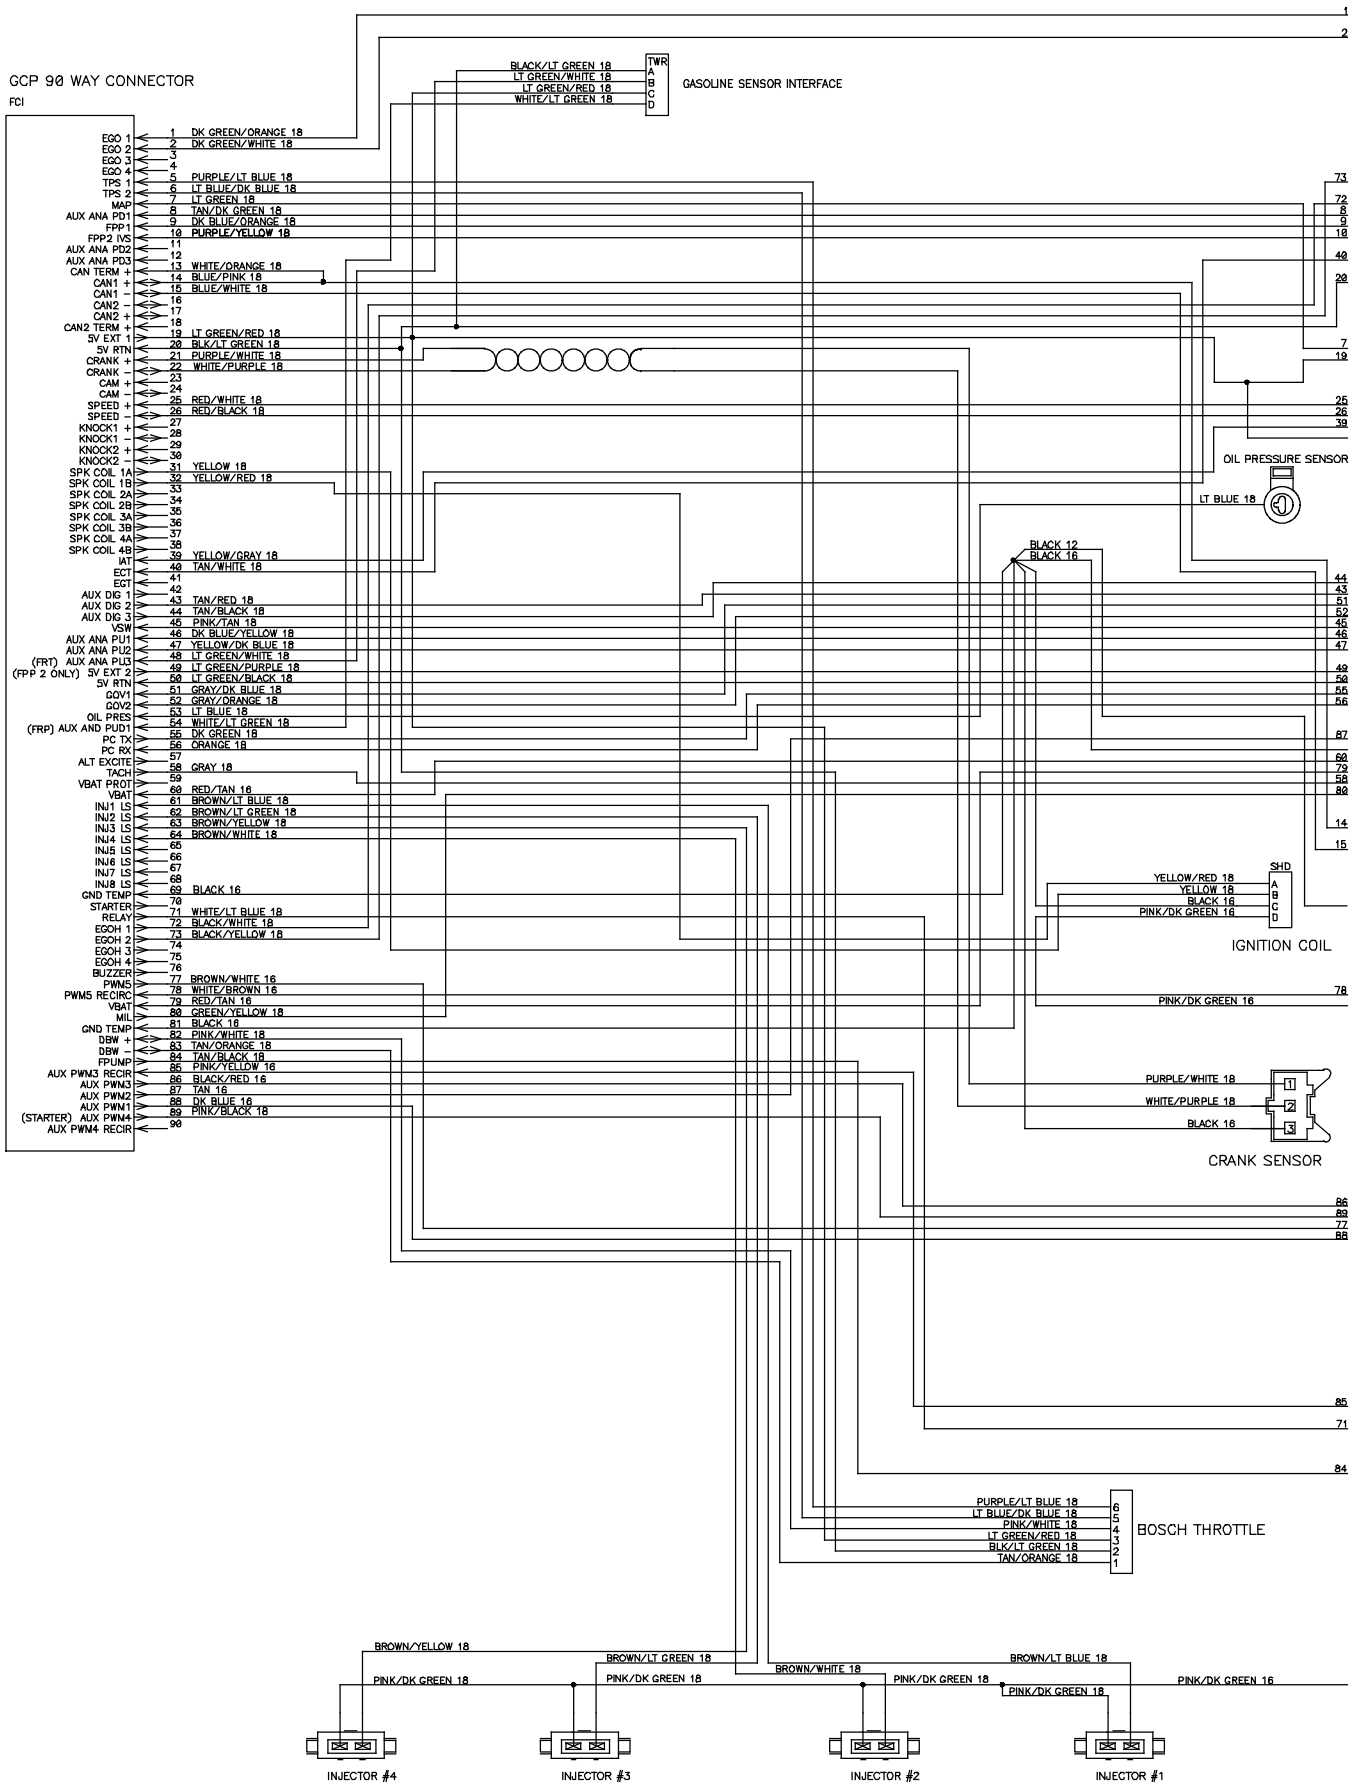 1
2
GCP 90 WAY CONNECTOR
FCI
TWR
BLACK/LT GREEN 18 A
LT GREEN/WHITE 18 B
LT GREEN/RED 18 C
WHITE/LT GREEN 18 D
GASOLINE SENSOR INTERFACE
EGO 1 1 DK GREEN/ORANGE 18
EGO 2 2 DK GREEN/WHITE 18
EGO 3 3
EGO 4 4
TPS 1 5 PURPLE/LT BLUE 18
TPS 2 6 LT BLUE/DK BLUE 18
MAP 7 LT GREEN 18
AUX ANA PD1 8 TAN/DK GREEN 18
FPP1 9 DK BLUE/ORANGE 18
FPP2 IVS 10 PURPLE/YELLOW 18
AUX ANA PD2 11
AUX ANA PD3 12
CAN TERM + 13 WHITE/ORANGE 18
CAN1 + 14 BLUE/PINK 18
CAN1 - 15 BLUE/WHITE 18
CAN2 - 16
CAN2 + 17
CAN2 TERM + 18
5V EXT 1 19 LT GREEN/RED 18
5V RTN 20 BLK/LT GREEN 18
CRANK + 21 PURPLE/WHITE 18
CRANK - 22 WHITE/PURPLE 18
CAM + 23
CAM - 24
SPEED + 25 RED/WHITE 18
SPEED - 26 RED/BLACK 18
KNOCK1 + 27
KNOCK1 - 28
KNOCK2 + 29
KNOCK2 - 30
SPK COIL 1A 31 YELLOW 18
SPK COIL 1B 32 YELLOW/RED 18
SPK COIL 2A 33
SPK COIL 2B 34
SPK COIL 3A 35
SPK COIL 3B 36
SPK COIL 4A 37
SPK COIL 4B 38
IAT 39 YELLOW/GRAY 18
ECT 40 TAN/WHITE 18
EGT 41
AUX DIG 1 42
AUX DIG 2 43 TAN/RED 18
AUX DIG 3 44 TAN/BLACK 18
VSW 45 PINK/TAN 18
AUX ANA PU1 46 DK BLUE/YELLOW 18
AUX ANA PU2 47 YELLOW/DK BLUE 18
(FRT) AUX ANA PU3 48 LT GREEN/WHITE 18
(FPP 2 ONLY) 5V EXT 2 49 LT GREEN/PURPLE 18
5V RTN 50 LT GREEN/BLACK 18
GOV1 51 GRAY/DK BLUE 18
GOV2 52 GRAY/ORANGE 18
OIL PRES 53 LT BLUE 18
(FRP) AUX AND PUD1 54 WHITE/LT GREEN 18
PC TX 55 DK GREEN 18
PC RX 56 ORANGE 18
ALT EXCITE 57
TACH 58 GRAY 18
VBAT PROT 59
VBAT 60 RED/TAN 16
INJ1 LS 61 BROWN/LT BLUE 18
INJ2 LS 62 BROWN/LT GREEN 18
INJ3 LS 63 BROWN/YELLOW 18
INJ4 LS 64 BROWN/WHITE 18
INJ5 LS 65
INJ6 LS 66
INJ7 LS 67
INJ8 LS 68
GND TEMP 69 BLACK 16
STARTER 70
RELAY 71 WHITE/LT BLUE 18
EGOH 1 72 BLACK/WHITE 18
EGOH 2 73 BLACK/YELLOW 18
EGOH 3 74
EGOH 4 75
BUZZER 76
PWM5 77 BROWN/WHITE 16
PWM5 RECIRC 78 WHITE/BROWN 16
VBAT 79 RED/TAN 16
MIL 80 GREEN/YELLOW 18
GND TEMP 81 BLACK 16
DBW + 82 PINK/WHITE 18
DBW - 83 TAN/ORANGE 18
FPUMP 84 TAN/BLACK 18
AUX PWM3 RECIR 85 PINK/YELLOW 16
AUX PWM3 86 BLACK/RED 16
AUX PWM2 87 TAN 16
AUX PWM1 88 DK BLUE 16
(STARTER) AUX PWM4 89 PINK/BLACK 18
AUX PWM4 RECIR 90
73
72
8
9
10
40
20
7
19
25
26
39
OIL PRESSURE SENSOR
LT BLUE 18
BLACK 12
BLACK 16
44
43
51
52
45
46
47
49
50
55
56
87
60
79
58
80
14
15
SHD
YELLOW/RED 18 A
YELLOW 18 B
BLACK 16 C
PINK/DK GREEN 16 D
IGNITION COIL
78
PINK/DK GREEN 16
PURPLE/WHITE 18 1
WHITE/PURPLE 18 2
BLACK 16 3
CRANK SENSOR
86
89
77
88
85
71
84
PURPLE/LT BLUE 18 6
LT BLUE/DK BLUE 18 5
PINK/WHITE 18 4
LT GREEN/RED 18 3
BLK/LT GREEN 18 2
TAN/ORANGE 18 1
BOSCH THROTTLE
BROWN/YELLOW 18
BROWN/LT GREEN 18
BROWN/WHITE 18
BROWN/LT BLUE 18
PINK/DK GREEN 18
PINK/DK GREEN 18
PINK/DK GREEN 18
PINK/DK GREEN 18
PINK/DK GREEN 16
INJECTOR #4
INJECTOR #3
INJECTOR #2
INJECTOR #1